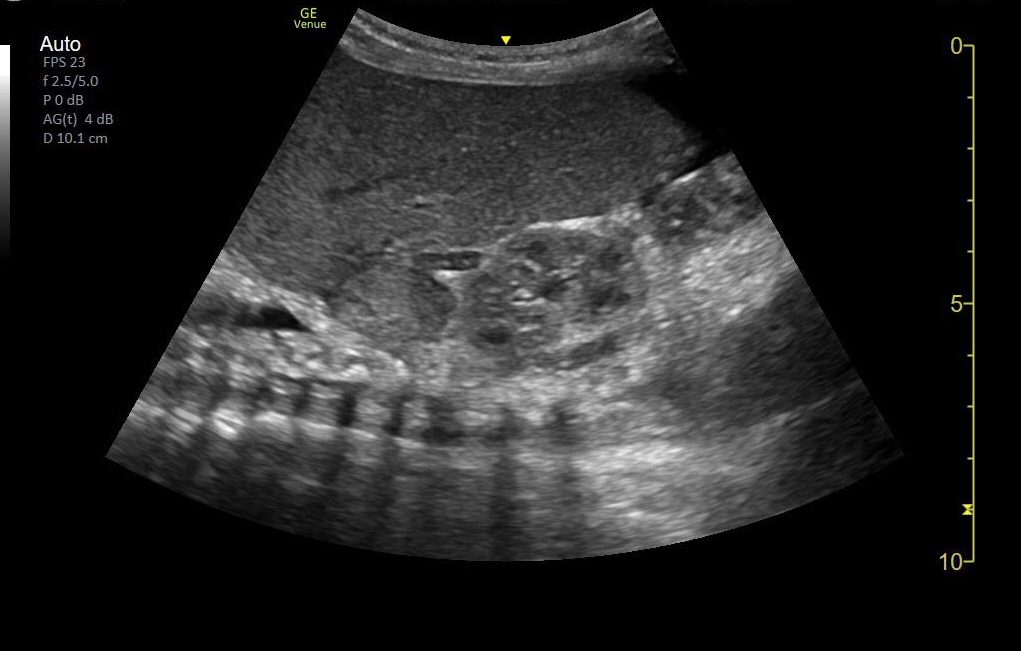 GE
Venue
Auto
FPS 23
f 2.5/5.0
P 0 dB
AG(t) 4 dB
D 10.1 cm
0
5
10